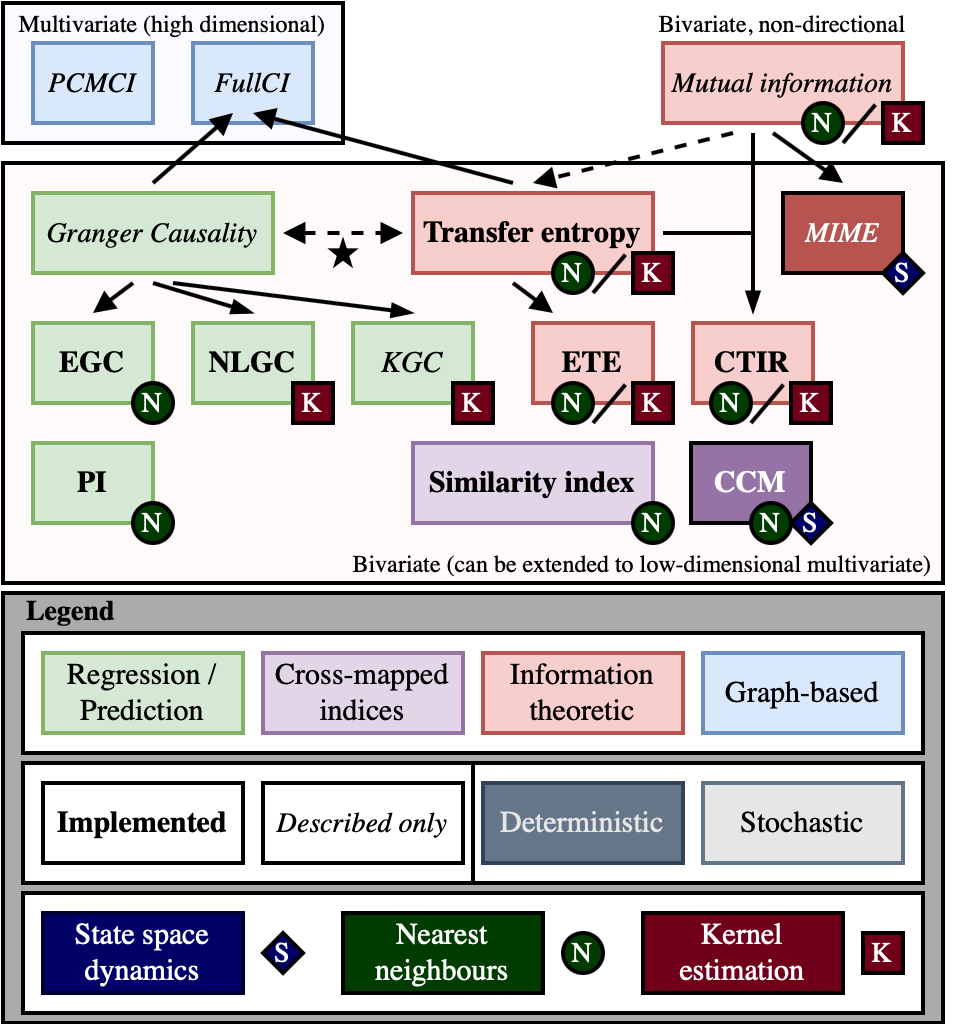 Multivariate (high dimensional)
Bivariate, non-directional
PCMCI
FullCI
Mutual information
N
K
Granger Causality
Transfer entropy
N
K
MIME
S
EGC
N
NLGC
K
KGC
K
ETE
N
K
CTIR
N
K
PI
N
Similarity index
N
CCM
N
S
Bivariate (can be extended to low-dimensional multivariate)
Legend
Regression /
Prediction
Cross-mapped
indices
Information
theoretic
Graph-based
Implemented
Described only
Deterministic
Stochastic
State space
dynamics
S
Nearest
neighbours
N
Kernel
estimation
K